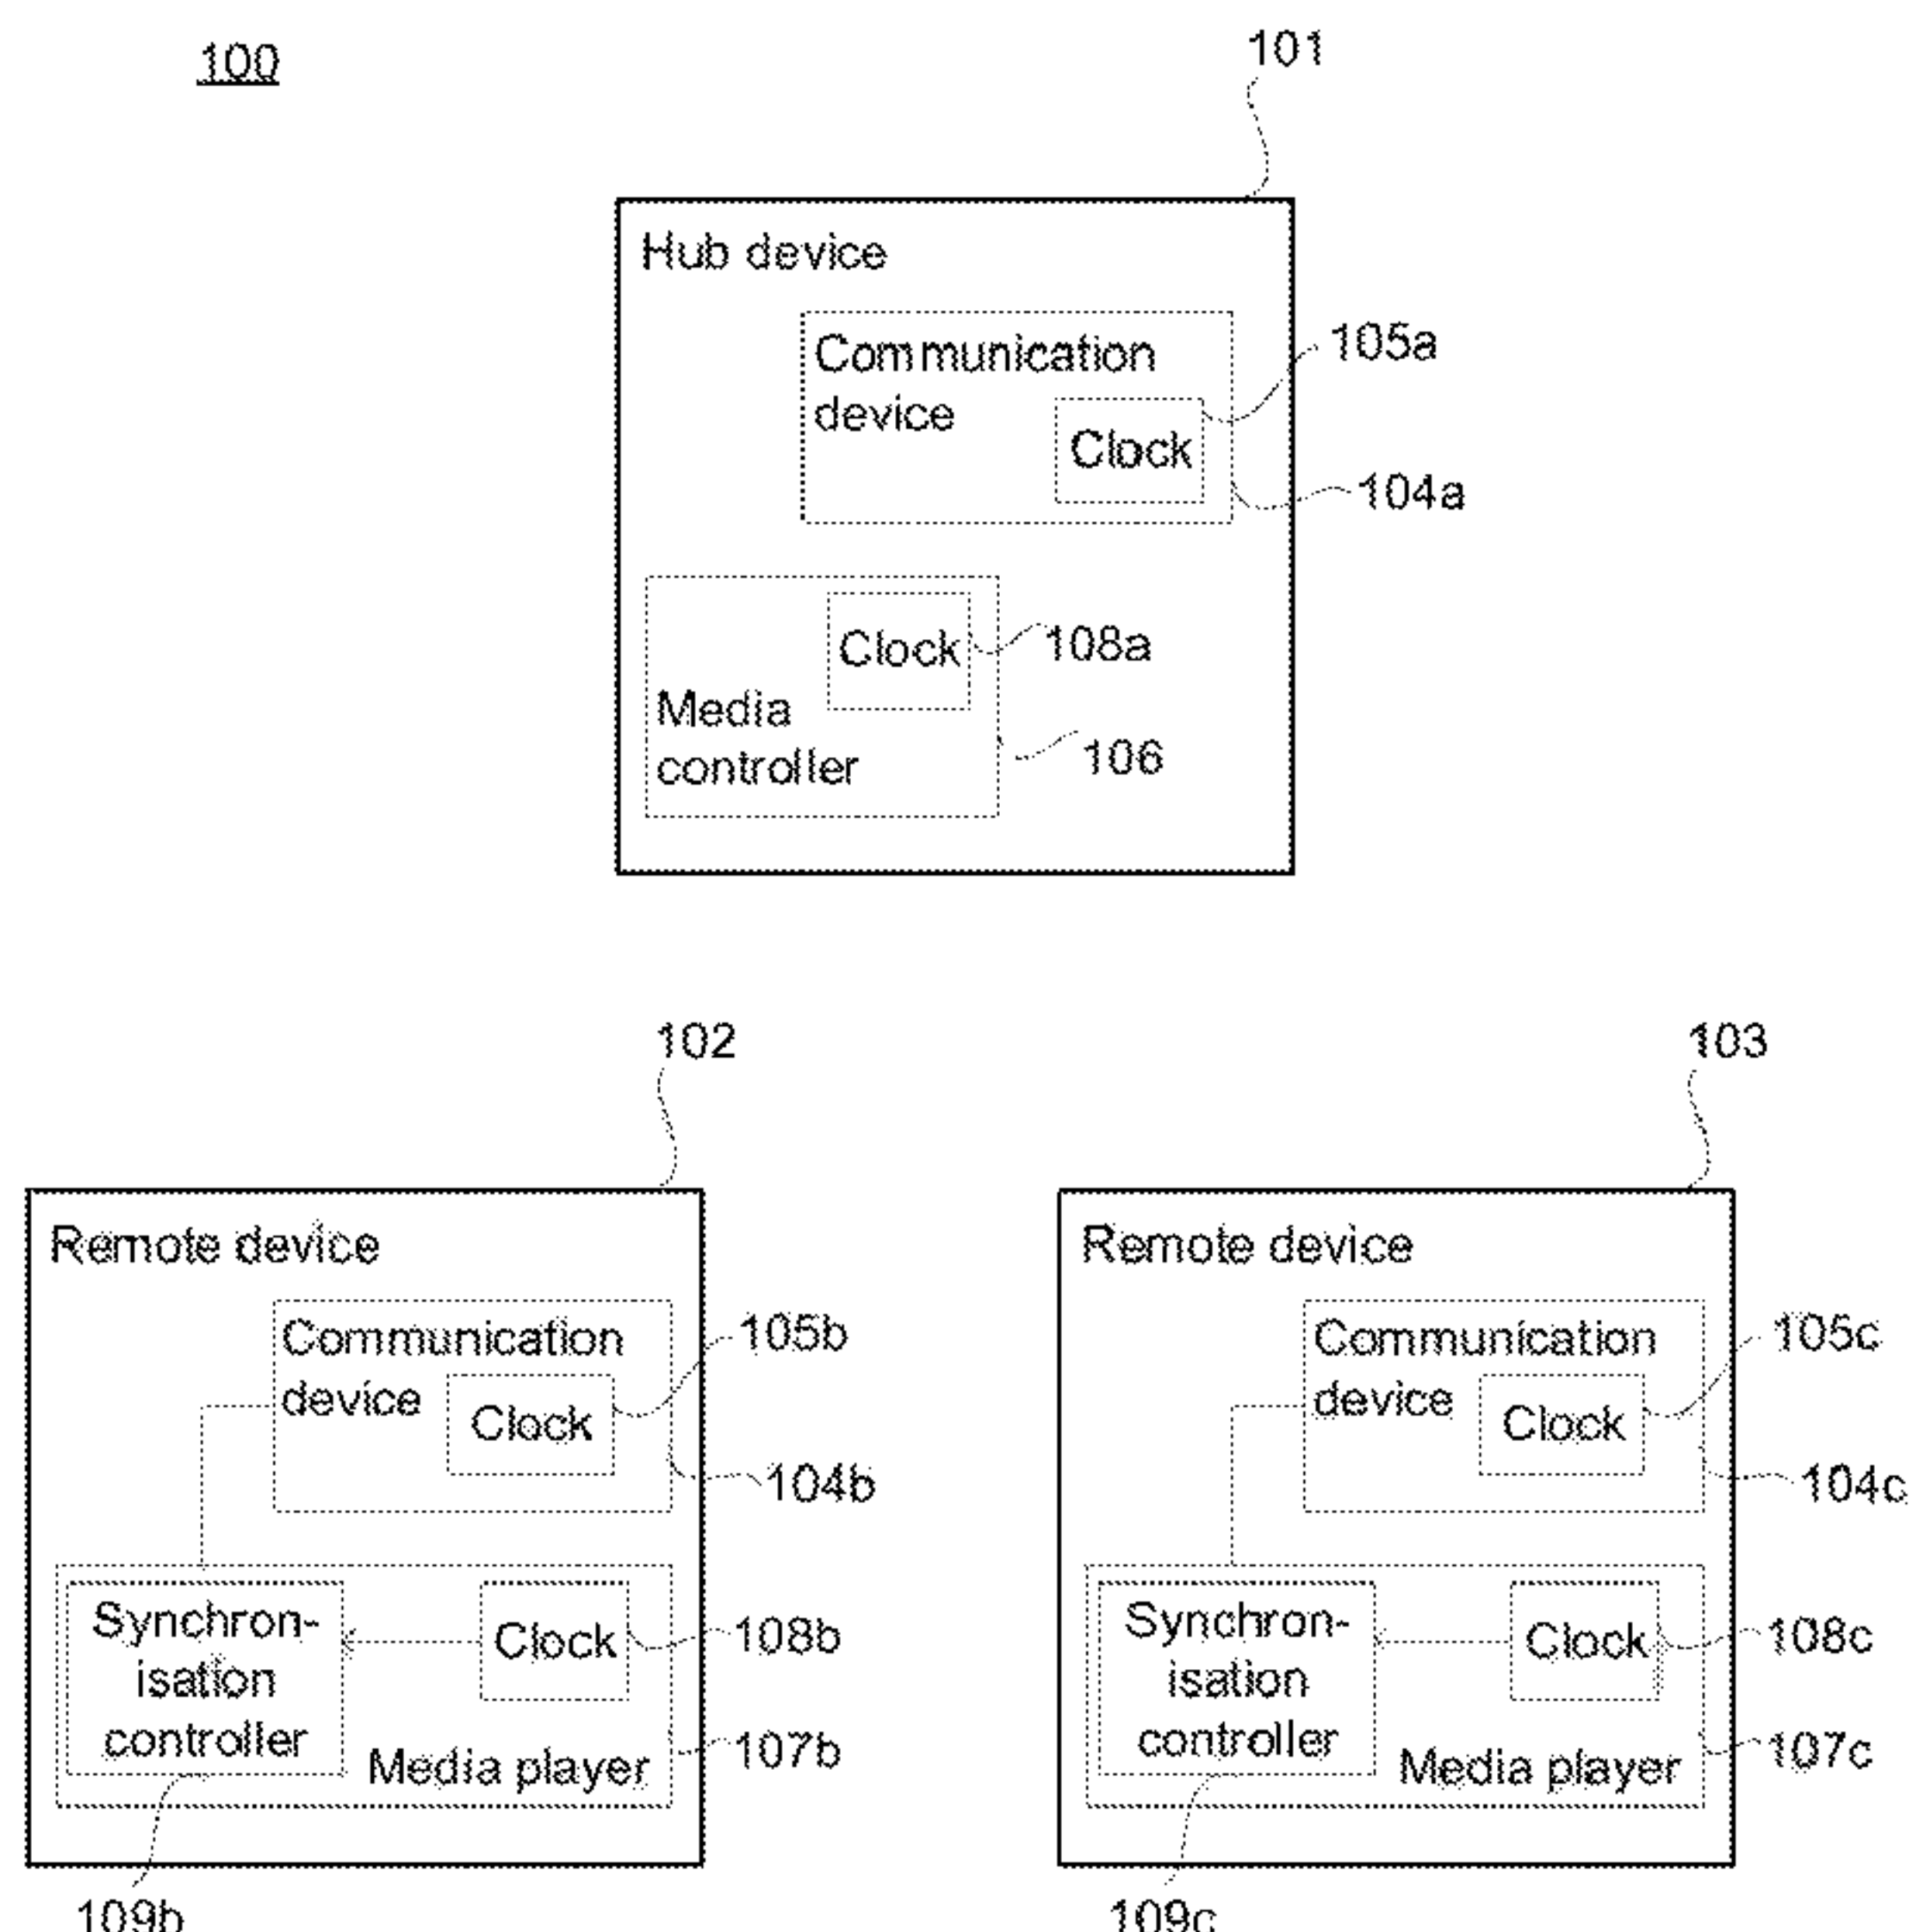 100
101
Hub device
Communication
device
Clock
105a
104a
Clock
108a
Media
controller
106
102
Remote device
Communication
device
Clock
105b
104b
Synchron-
isation
controller
Clock
108b
Media player
107b
109b
103
Remote device
Communication
device
Clock
105c
104c
Synchron-
isation
controller
Clock
108c
Media player
107c
109c